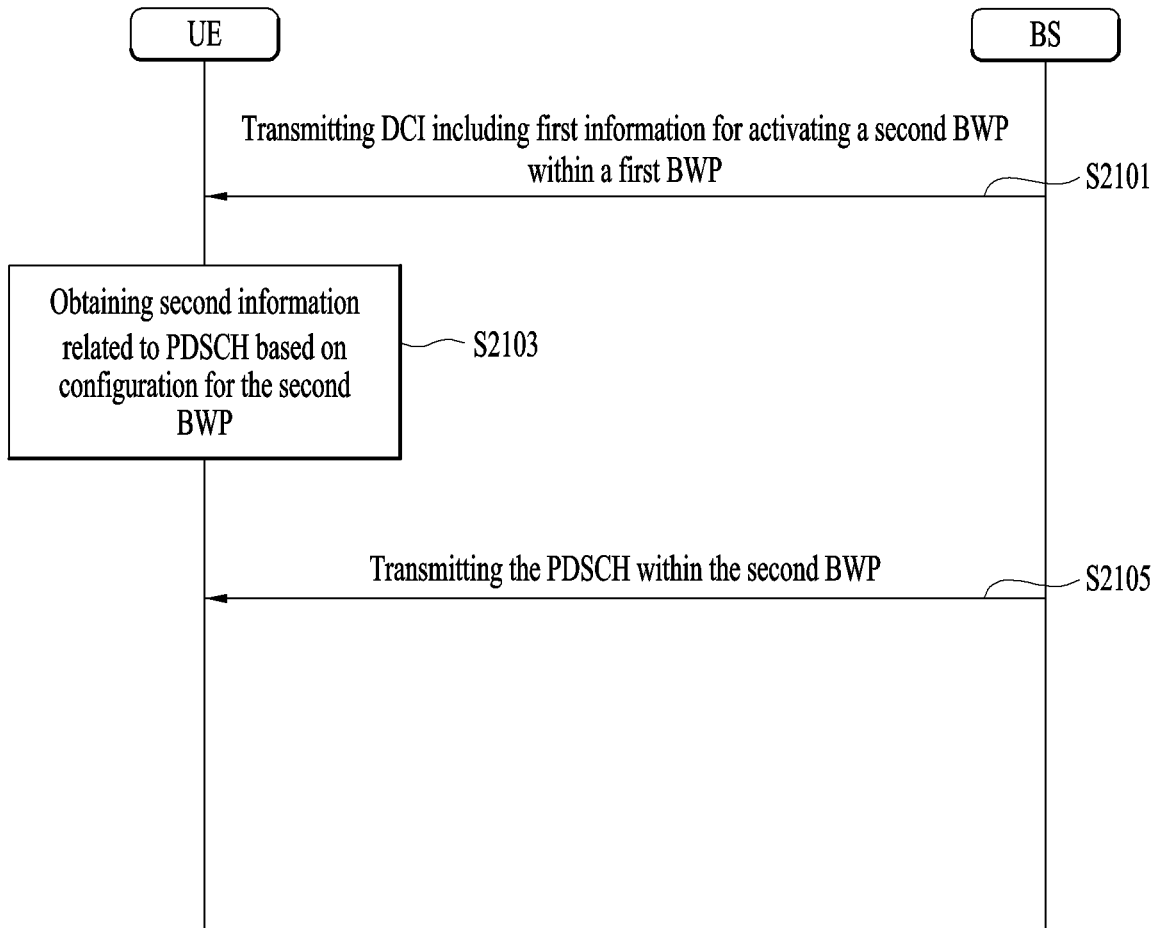 UE
BS
Transmitting DCI including first information for activating a second BWP
within a first BWP
S2101
Obtaining second information
related to PDSCH based on
configuration for the second
BWP
S2103
Transmitting the PDSCH within the second BWP
S2105